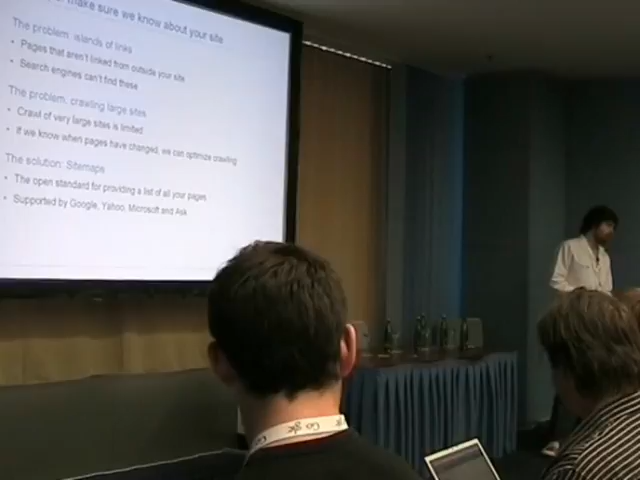 make sure we know about your site
The problem: islands of links
• Pages that aren't linked from outside your site
• Search engines can't find these
The problem: crawling large sites
• Crawl of very large sites is limited
• If we know when pages have changed, we can optimize crawling
The solution: Sitemaps
• The open standard for providing a list of all your pages
• Supported by Google, Yahoo, Microsoft and Ask